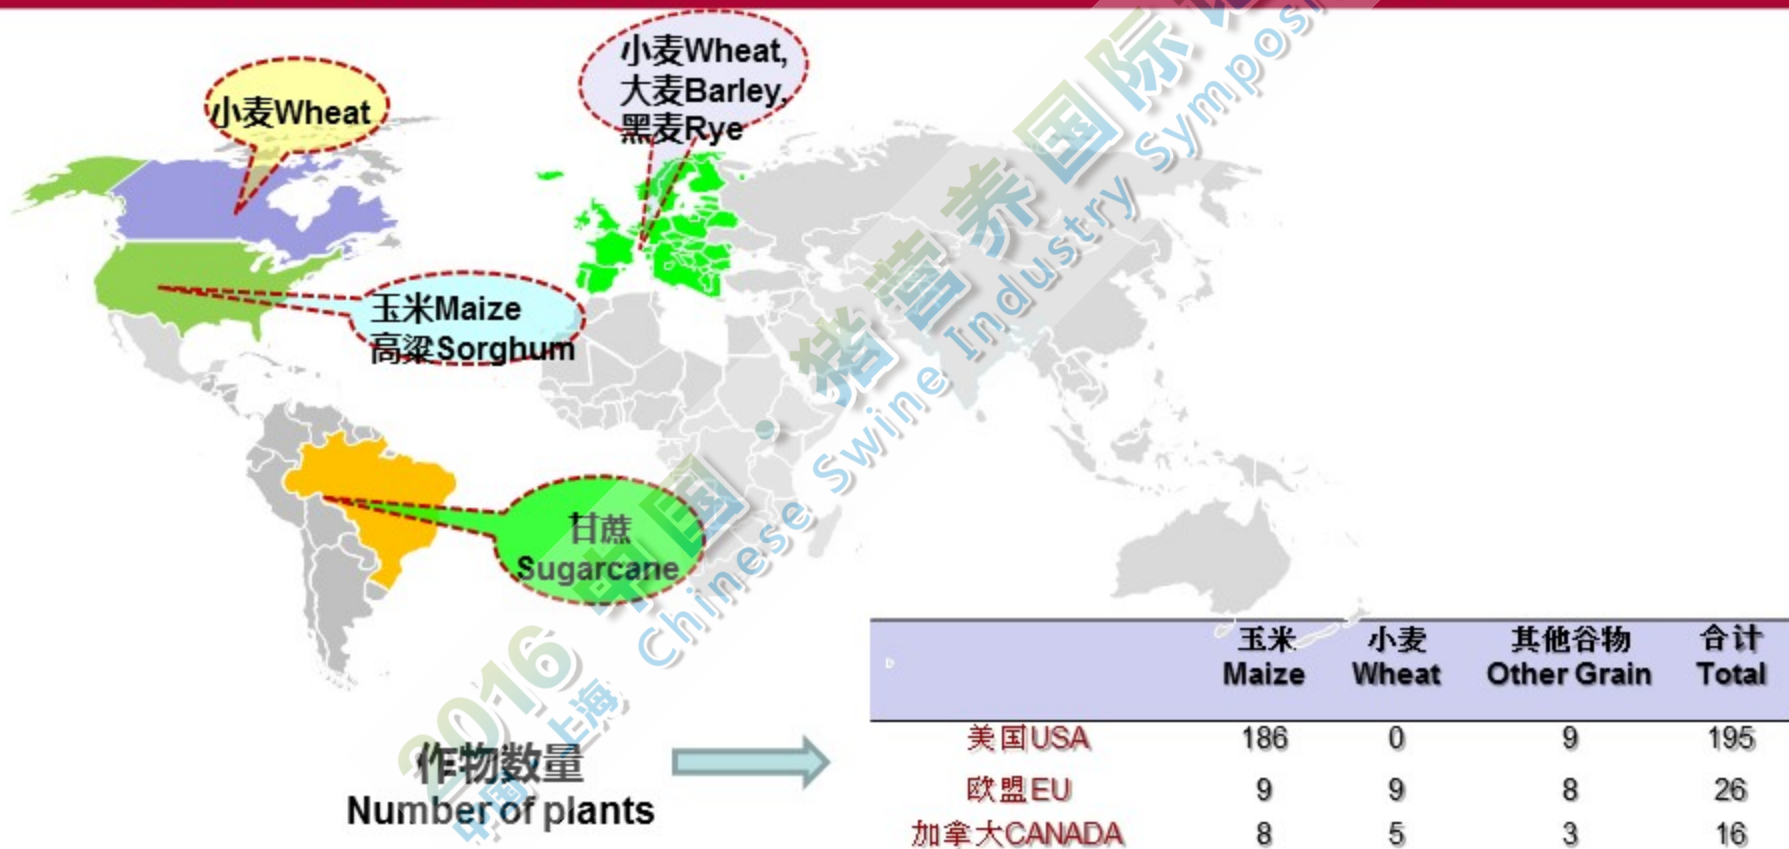 小麦Wheat
小麦Wheat,
大麦Barley,
黑麦Rye
玉米Maize
高粱Sorghum
甘蔗
Sugarcane
玉米 小麦 其他谷物 合计
Maize Wheat Other Grain Total
美国USA 186 0 9 195
欧盟EU 9 9 8 26
加拿大CANADA 8 5 3 16
作物数量
Number of plants
2016 中国·猪营养国际论
中国 上海 Chinese Swine Industry Symposi